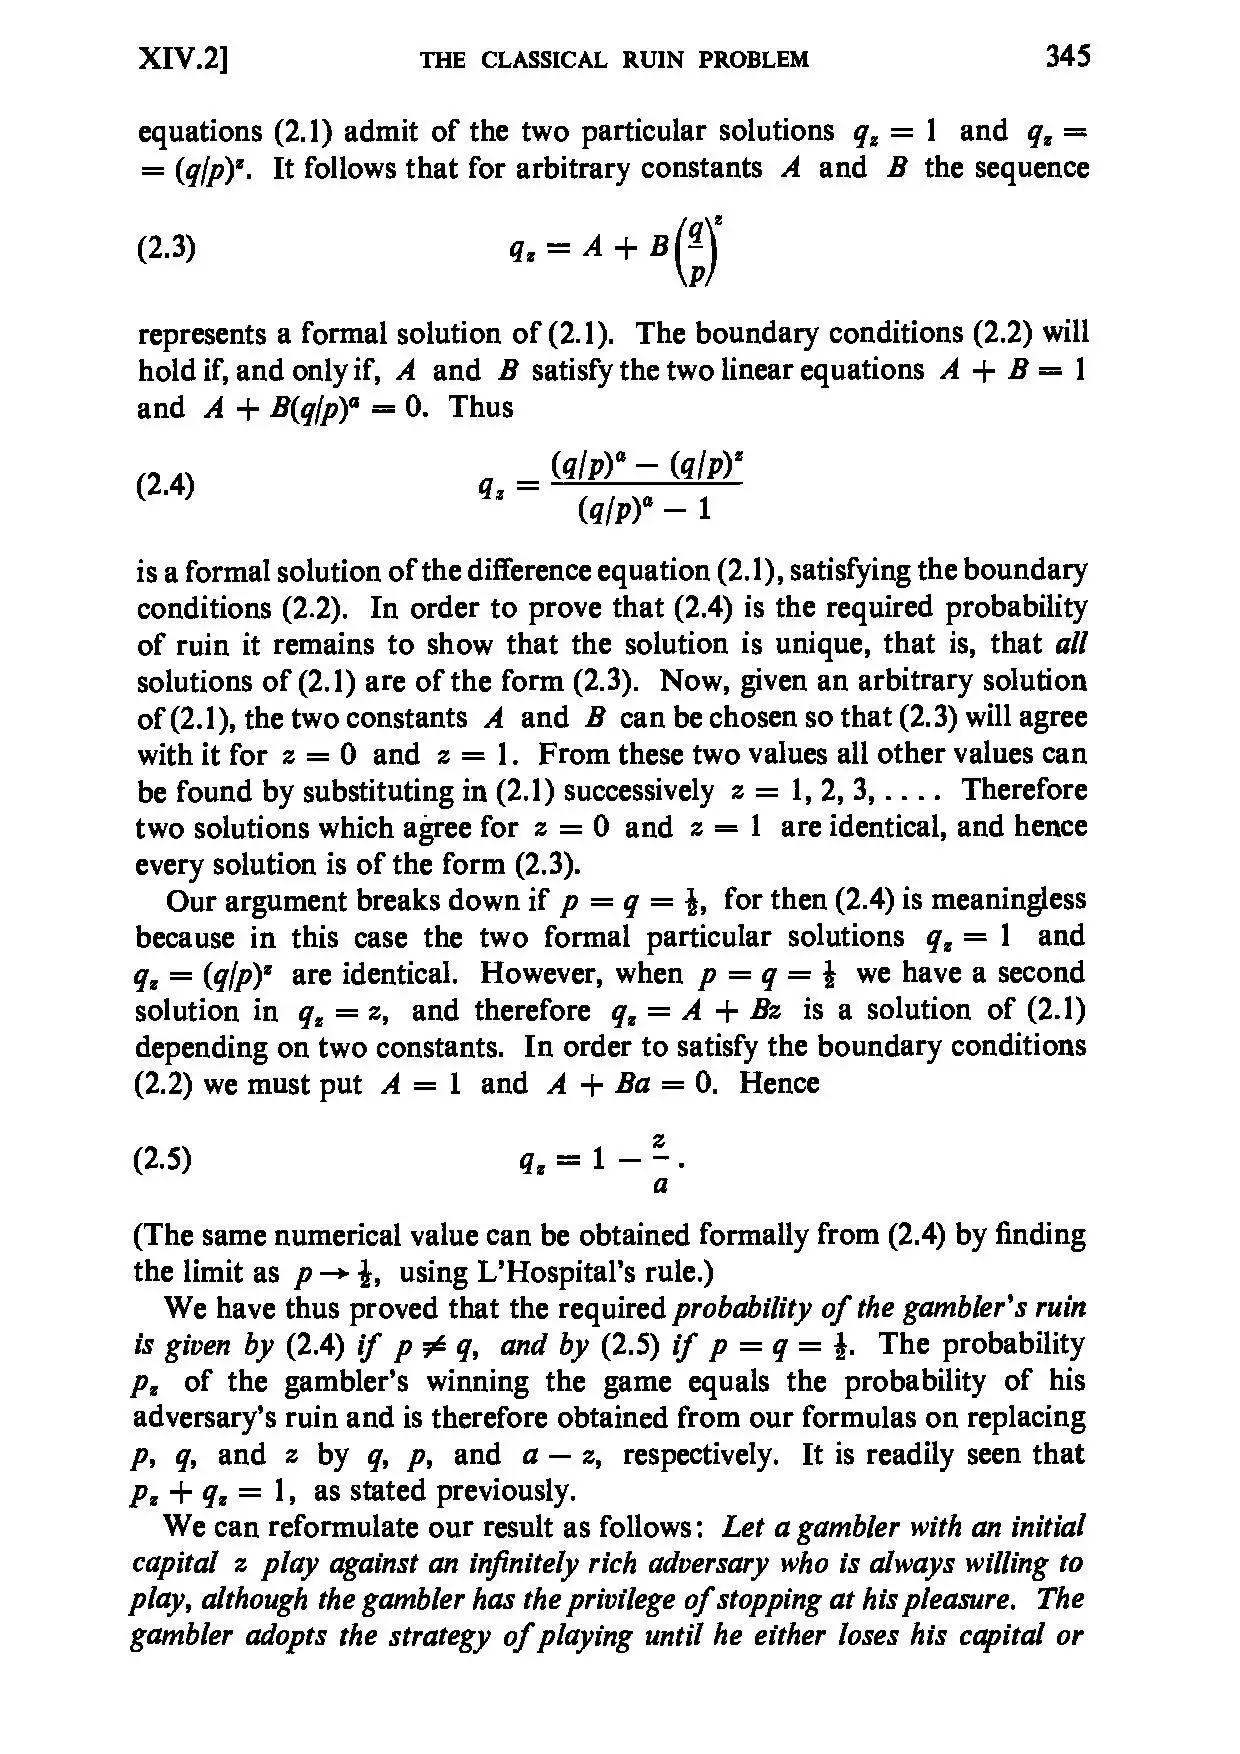 XIV.2] THE CLASSICAL RUIN PROBLEM 345
equations (2.1) admit of the two particular solutions q_z = 1 and q_z =
= (q/p)^z. It follows that for arbitrary constants A and B the sequence
(2.3) q_z = A + B(q/p)^z
represents a formal solution of (2.1). The boundary conditions (2.2) will
hold if, and only if, A and B satisfy the two linear equations A + B = 1
and A + B(q/p)^a = 0. Thus
(2.4) q_z = ((q/p)^a − (q/p)^z) / ((q/p)^a − 1)
is a formal solution of the difference equation (2.1), satisfying the boundary
conditions (2.2). In order to prove that (2.4) is the required probability
of ruin it remains to show that the solution is unique, that is, that all
solutions of (2.1) are of the form (2.3). Now, given an arbitrary solution
of (2.1), the two constants A and B can be chosen so that (2.3) will agree
with it for z = 0 and z = 1. From these two values all other values can
be found by substituting in (2.1) successively z = 1, 2, 3, . . . . Therefore
two solutions which agree for z = 0 and z = 1 are identical, and hence
every solution is of the form (2.3).
Our argument breaks down if p = q = ½, for then (2.4) is meaningless
because in this case the two formal particular solutions q_z = 1 and
q_z = (q/p)^z are identical. However, when p = q = ½ we have a second
solution in q_z = z, and therefore q_z = A + Bz is a solution of (2.1)
depending on two constants. In order to satisfy the boundary conditions
(2.2) we must put A = 1 and A + Ba = 0. Hence
(2.5) q_z = 1 − z/a.
(The same numerical value can be obtained formally from (2.4) by finding
the limit as p → ½, using L'Hospital's rule.)
We have thus proved that the required probability of the gambler's ruin
is given by (2.4) if p ≠ q, and by (2.5) if p = q = ½. The probability
p_z of the gambler's winning the game equals the probability of his
adversary's ruin and is therefore obtained from our formulas on replacing
p, q, and z by q, p, and a − z, respectively. It is readily seen that
p_z + q_z = 1, as stated previously.
We can reformulate our result as follows: Let a gambler with an initial
capital z play against an infinitely rich adversary who is always willing to
play, although the gambler has the privilege of stopping at his pleasure. The
gambler adopts the strategy of playing until he either loses his capital or